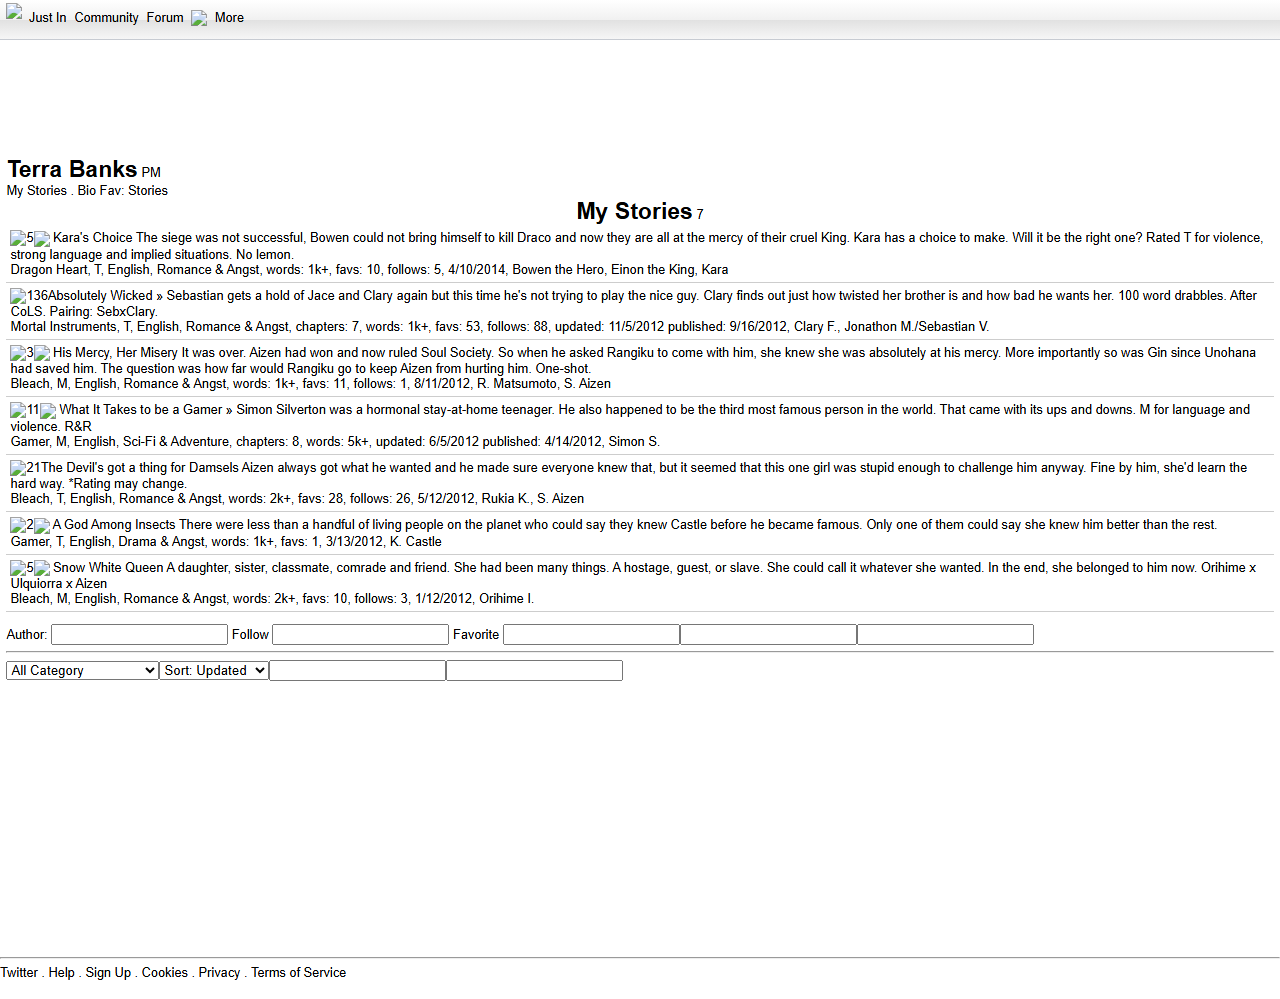 Just In Community Forum More
Terra Banks PM
My Stories . Bio Fav: Stories
My Stories 7
5 Kara's Choice The siege was not successful, Bowen could not bring himself to kill Draco and now they are all at the mercy of their cruel King. Kara has a choice to make. Will it be the right one? Rated T for violence,
strong language and implied situations. No lemon.
Dragon Heart, T, English, Romance & Angst, words: 1k+, favs: 10, follows: 5, 4/10/2014, Bowen the Hero, Einon the King, Kara
136Absolutely Wicked » Sebastian gets a hold of Jace and Clary again but this time he's not trying to play the nice guy. Clary finds out just how twisted her brother is and how bad he wants her. 100 word drabbles. After
CoLS. Pairing: SebxClary.
Mortal Instruments, T, English, Romance & Angst, chapters: 7, words: 1k+, favs: 53, follows: 88, updated: 11/5/2012 published: 9/16/2012, Clary F., Jonathon M./Sebastian V.
3 His Mercy, Her Misery It was over. Aizen had won and now ruled Soul Society. So when he asked Rangiku to come with him, she knew she was absolutely at his mercy. More importantly so was Gin since Unohana
had saved him. The question was how far would Rangiku go to keep Aizen from hurting him. One-shot.
Bleach, M, English, Romance & Angst, words: 1k+, favs: 11, follows: 1, 8/11/2012, R. Matsumoto, S. Aizen
11 What It Takes to be a Gamer » Simon Silverton was a hormonal stay-at-home teenager. He also happened to be the third most famous person in the world. That came with its ups and downs. M for language and
violence. R&R
Gamer, M, English, Sci-Fi & Adventure, chapters: 8, words: 5k+, updated: 6/5/2012 published: 4/14/2012, Simon S.
21The Devil's got a thing for Damsels Aizen always got what he wanted and he made sure everyone knew that, but it seemed that this one girl was stupid enough to challenge him anyway. Fine by him, she'd learn the
hard way. *Rating may change.
Bleach, T, English, Romance & Angst, words: 2k+, favs: 28, follows: 26, 5/12/2012, Rukia K., S. Aizen
2 A God Among Insects There were less than a handful of living people on the planet who could say they knew Castle before he became famous. Only one of them could say she knew him better than the rest.
Gamer, T, English, Drama & Angst, words: 1k+, favs: 1, 3/13/2012, K. Castle
5 Snow White Queen A daughter, sister, classmate, comrade and friend. She had been many things. A hostage, guest, or slave. She could call it whatever she wanted. In the end, she belonged to him now. Orihime x
Ulquiorra x Aizen
Bleach, M, English, Romance & Angst, words: 2k+, favs: 10, follows: 3, 1/12/2012, Orihime I.
Author: Follow Favorite
All Category Sort: Updated
Twitter . Help . Sign Up . Cookies . Privacy . Terms of Service